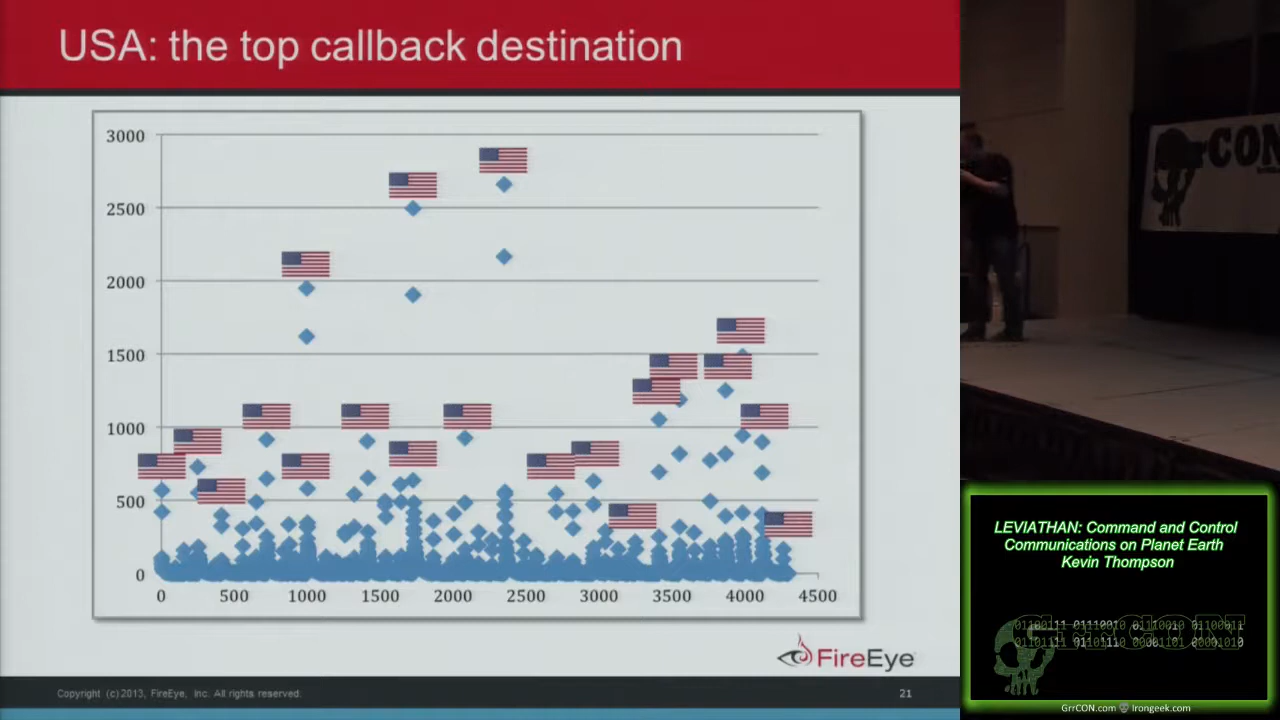 USA: the top callback destination
3000
2500
2000
1500
1000
500
0
0 500 1000 1500 2000 2500 3000 3500 4000 4500
FireEye
Copyright (c) 2013, FireEye, Inc. All rights reserved.
21
CON
LEVIATHAN: Command and Control
Communications on Planet Earth
Kevin Thompson
GrrCON
GrrCON.com Irongeek.com